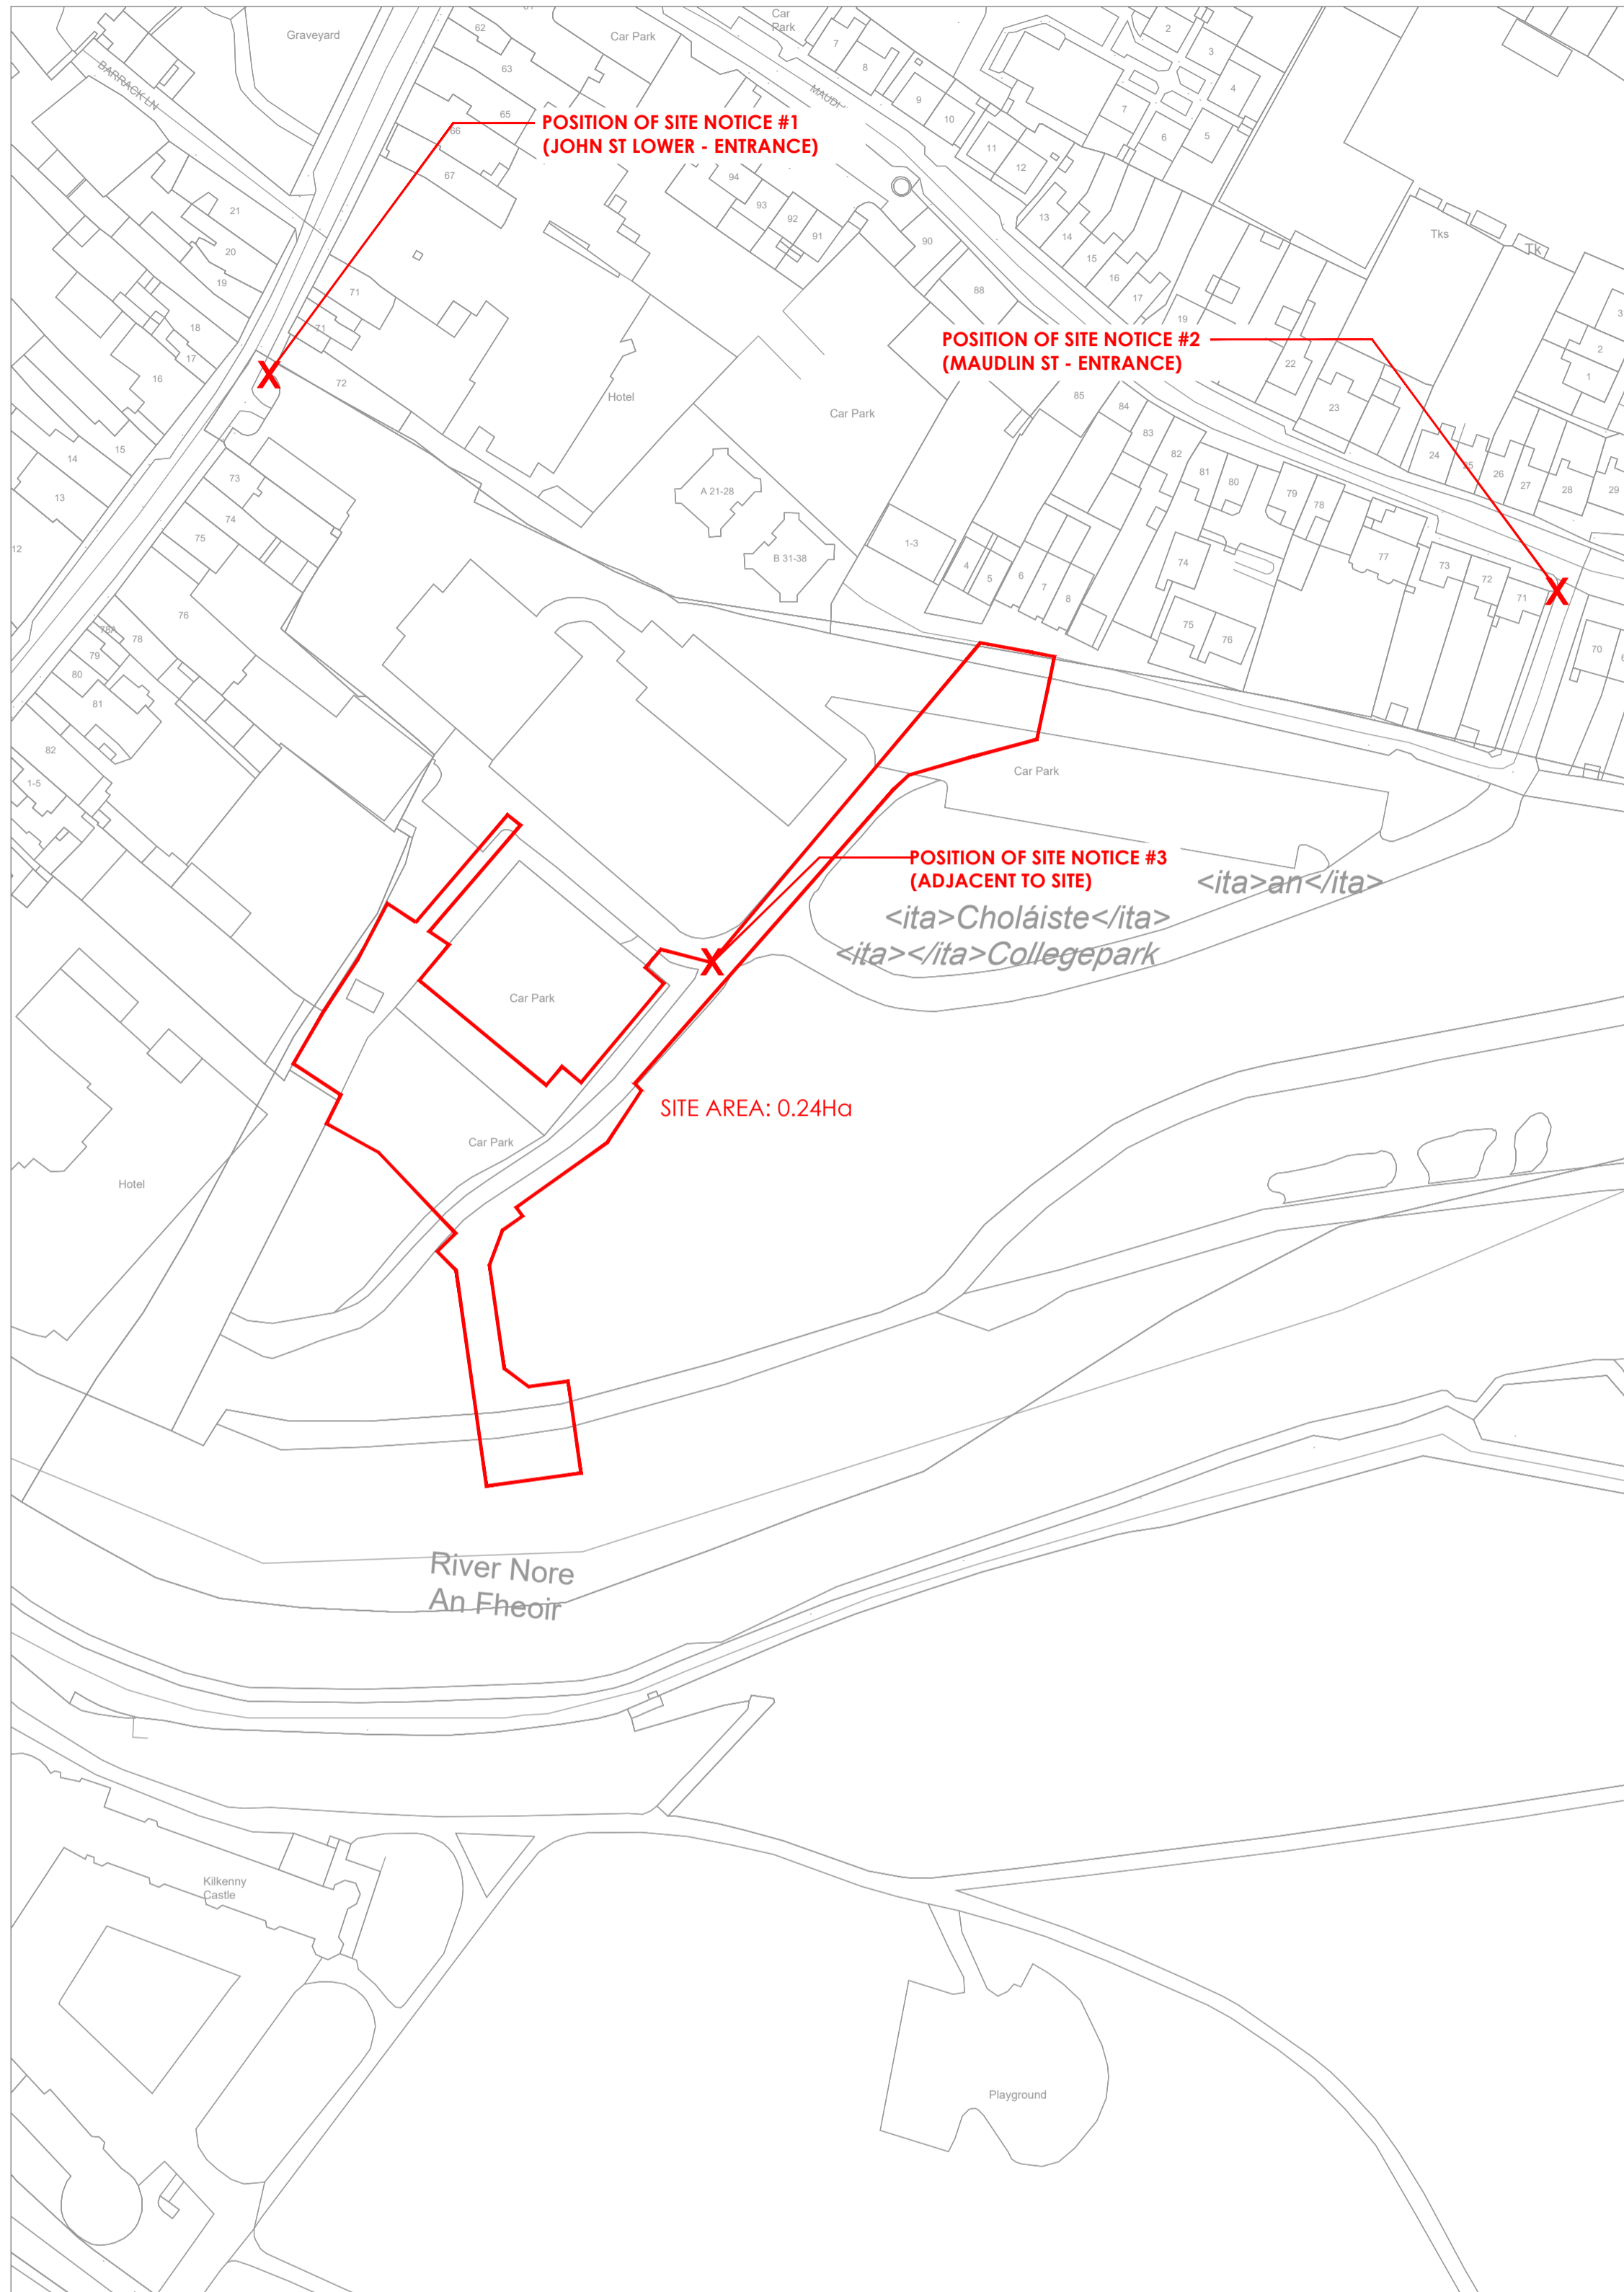 Graveyard
62
Car Park
Car
Park
7
8
2
3
4
63
BARRACK LN
MAUDL
9
10
7
6
5
65
66
POSITION OF SITE NOTICE #1
(JOHN ST LOWER - ENTRANCE)
11
12
67
94
93
92
91
13
14
15
16
17
21
20
19
90
88
Tks
Tk
71
71
18
17
16
19
POSITION OF SITE NOTICE #2
(MAUDLIN ST - ENTRANCE)
22
3
2
1
X
72
Hotel
Car Park
85
84
83
82
81
80
79
78
23
24
25
26
27
28
29
15
14
13
12
73
74
75
A 21-28
B 31-38
1-3
4
5
6
7
8
74
75
76
77
73
72
71
X
70
6
76
78A
78
79
80
81
82
1-5
Car Park
POSITION OF SITE NOTICE #3
(ADJACENT TO SITE)
<ita>an</ita>
<ita>Choláiste</ita>
<ita></ita>Collegepark
X
Car Park
SITE AREA: 0.24Ha
Car Park
Hotel
River Nore
An Fheoir
Kilkenny
Castle
Playground